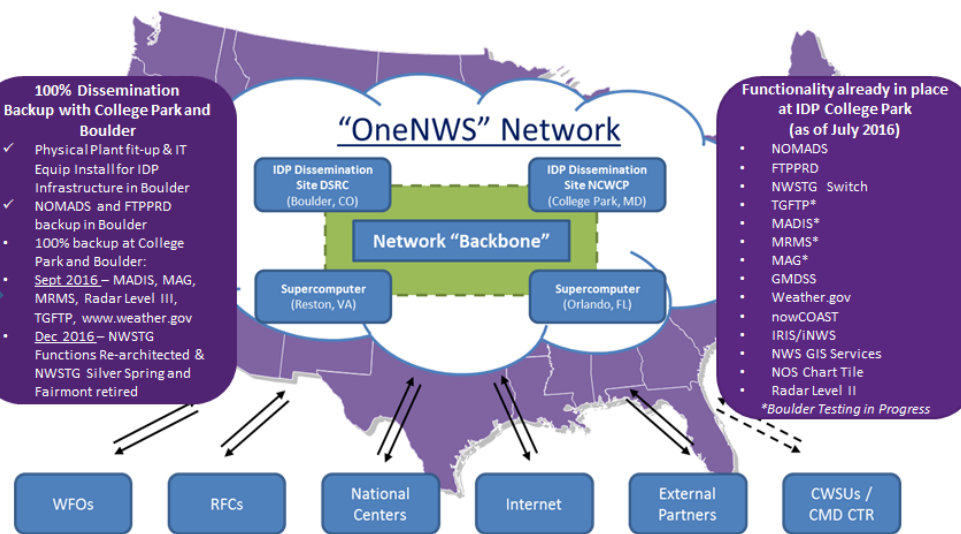 100% Dissemination
Backup with College Park and
Boulder
✓ Physical Plant fit-up & IT
Equip Install for IDP
Infrastructure in Boulder
✓ NOMADS and FTPPRD
backup in Boulder
• 100% backup at College
Park and Boulder:
• Sept 2016 – MADIS, MAG,
MRMS, Radar Level III,
TGFTP, www.weather.gov
• Dec 2016 – NWSTG
Functions Re-architected &
NWSTG Silver Spring and
Fairmont retired
“OneNWS” Network
IDP Dissemination
Site DSRC
(Boulder, CO)
IDP Dissemination
Site NCWCP
(College Park, MD)
Network “Backbone”
Supercomputer
(Reston, VA)
Supercomputer
(Orlando, FL)
Functionality already in place
at IDP College Park
(as of July 2016)
• NOMADS
• FTPPRD
• NWSTG Switch
• TGFTP*
• MADIS*
• MRMS*
• MAG*
• GMDSS
• Weather.gov
• nowCOAST
• IRIS/iNWS
• NWS GIS Services
• NOS Chart Tile
• Radar Level II
*Boulder Testing in Progress
WFOs
RFCs
National
Centers
Internet
External
Partners
CWSUs /
CMD CTR